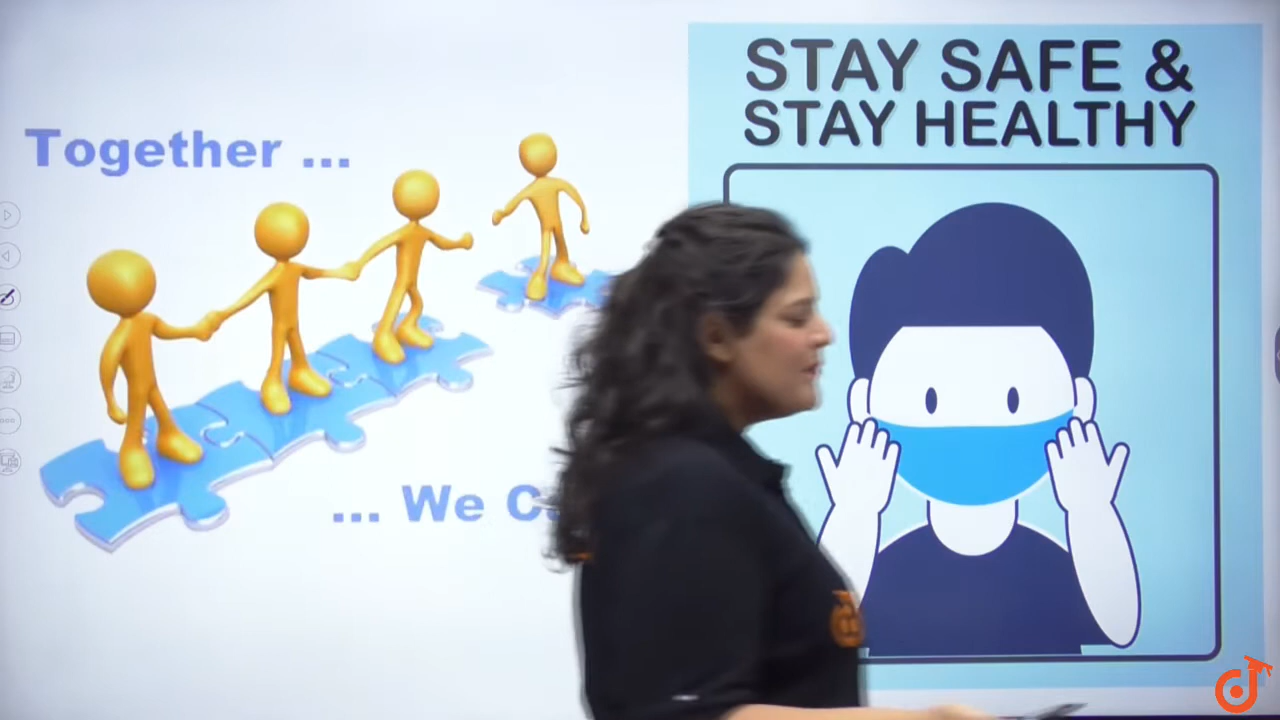 Together ...
... We
STAY SAFE &
STAY HEALTHY